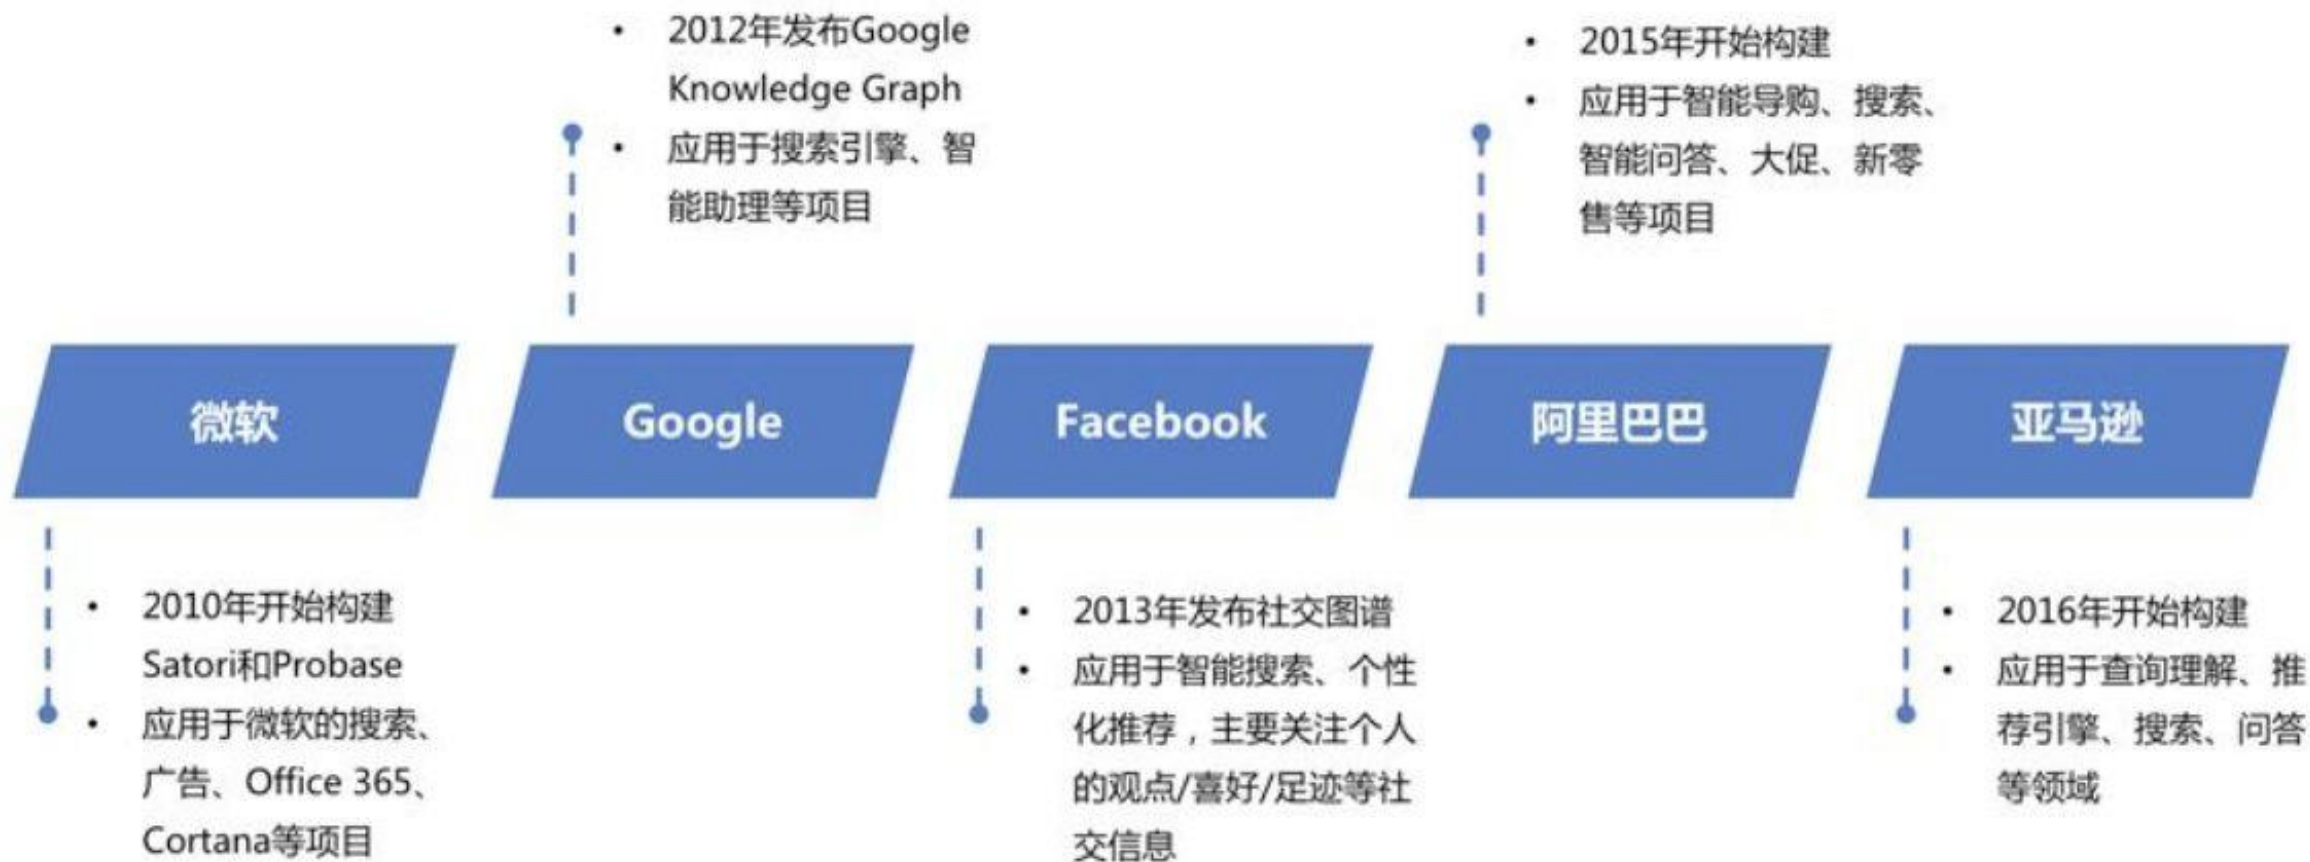 • 2012年发布Google
Knowledge Graph
• 应用于搜索引擎、智
能助理等项目
• 2015年开始构建
• 应用于智能导购、搜索、
智能问答、大促、新零
售等项目
微软
Google
Facebook
阿里巴巴
亚马逊
• 2010年开始构建
Satori和Probase
• 应用于微软的搜索、
广告、Office 365、
Cortana等项目
• 2013年发布社交图谱
• 应用于智能搜索、个性
化推荐，主要关注个人
的观点/喜好/足迹等社
交信息
• 2016年开始构建
• 应用于查询理解、推
荐引擎、搜索、问答
等领域